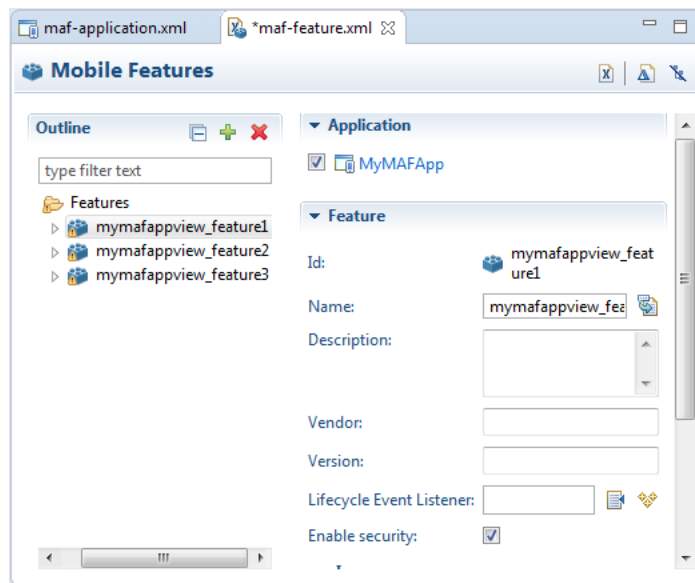 maf-application.xml
*maf-feature.xml
Mobile Features
Outline
type filter text
Features
mymafappview_feature1
mymafappview_feature2
mymafappview_feature3
Application
MyMAFApp
Feature
Id:
mymafappview_feat
ure1
Name:
mymafappview_fea
Description:
Vendor:
Version:
Lifecycle Event Listener:
Enable security: